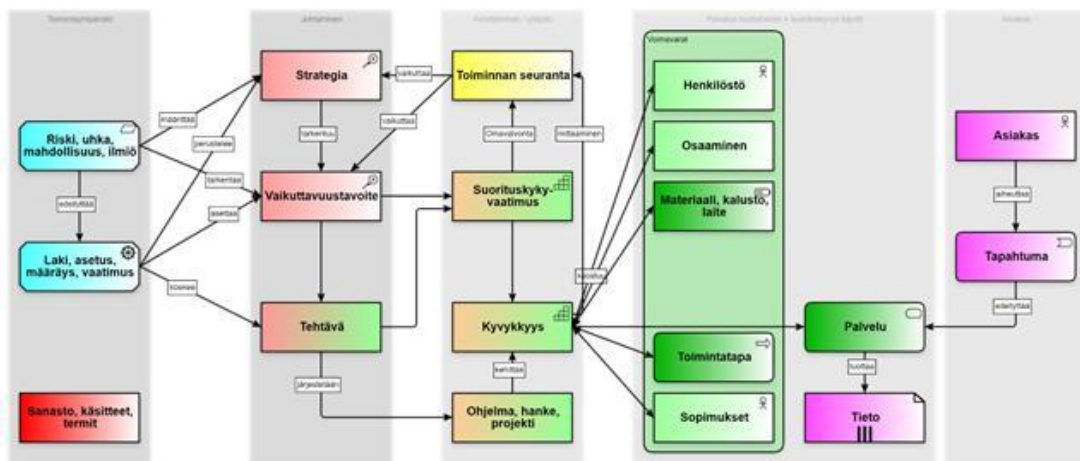 Toimintaympäristö
Johtaminen
Asiakas
Voimavarat
Strategia
vaikuttaa
Toiminnan seuranta
Henkilöstö
määrittää
Riski, uhka,
mahdollisuus, ilmiö
perustelee
tarkentuu
vaikuttaa
Omavalvonta
mittaaminen
Osaaminen
Asiakas
tarkentaa
edellyttää
asettaa
Vaikuttavuustavoite
Suorituskyky-
vaatimus
Materiaali, kalusto,
laite
aiheuttaa
Laki, asetus,
määräys, vaatimus
Tapahtuma
koskee
koostuu
edellyttää
Tehtävä
Kyvykkyys
Palvelu
Toimintatapa
järjestetään
kehittää
tuottaa
Sanasto, käsitteet,
termit
Ohjelma, hanke,
projekti
Sopimukset
Tieto